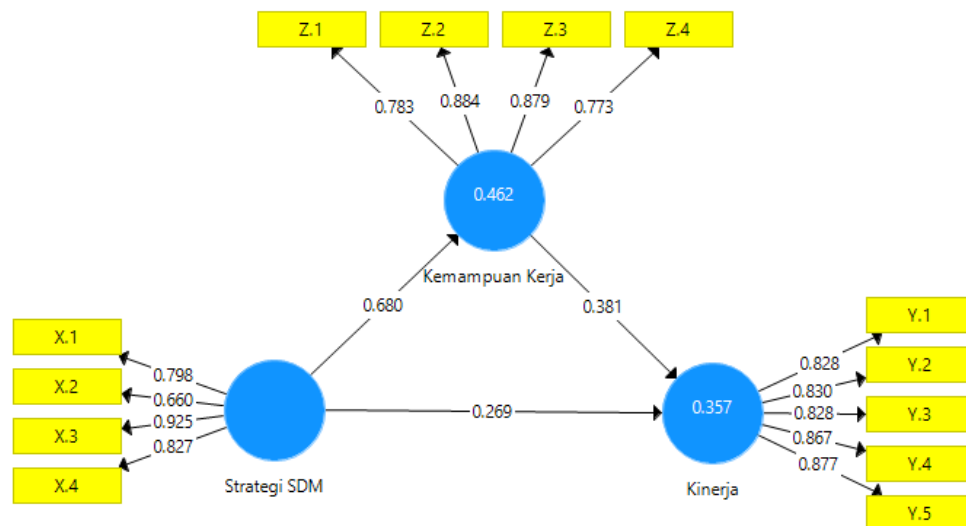 Z.1 Z.2 Z.3 Z.4
0.783 0.884 0.879 0.773
0.462
Kemampuan Kerja
0.680 0.381
X.1
X.2
X.3
X.4
0.798
0.660
0.925
0.827
Strategi SDM
0.269
0.357
Kinerja
0.828
0.830
0.828
0.867
0.877
Y.1
Y.2
Y.3
Y.4
Y.5